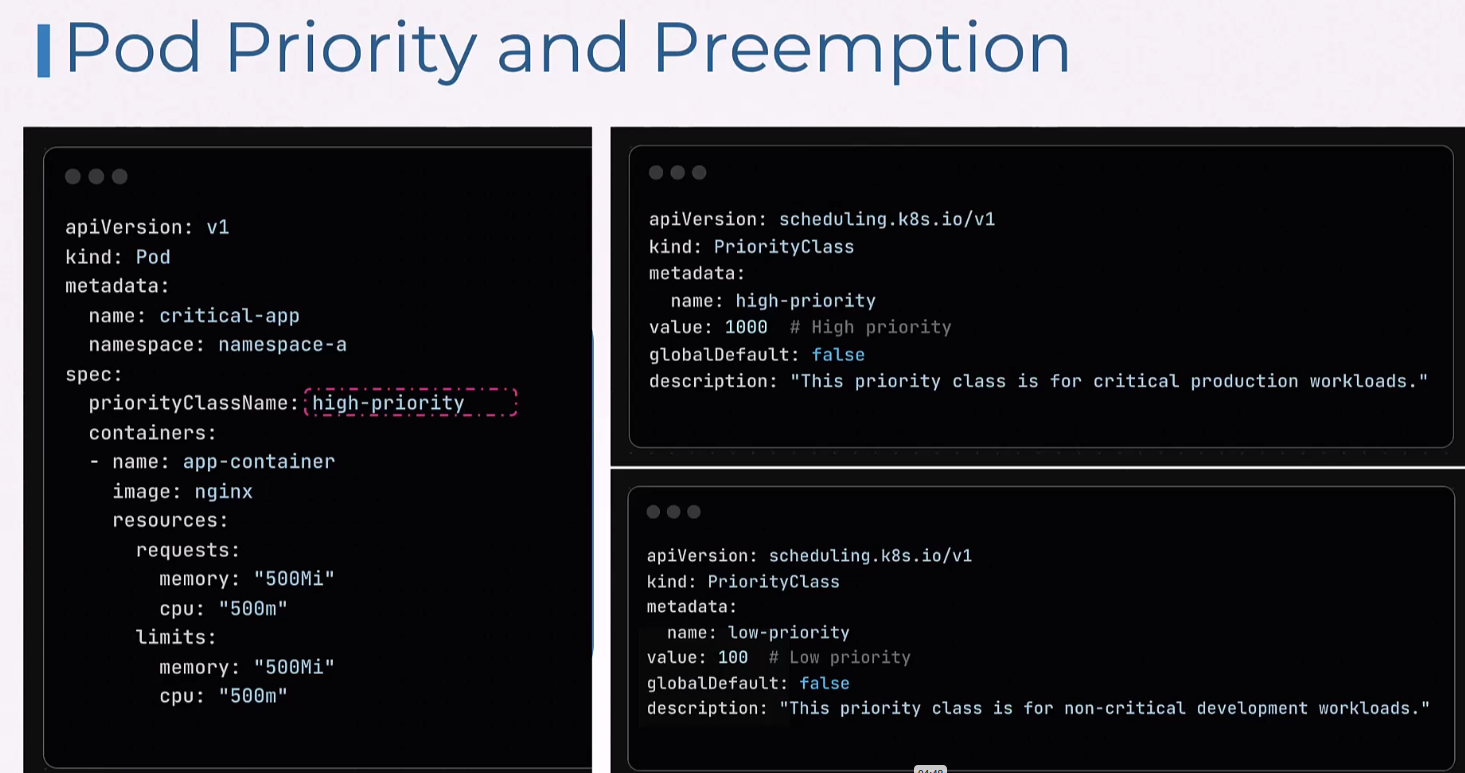 Pod Priority and Preemption
apiVersion: v1
kind: Pod
metadata:
  name: critical-app
  namespace: namespace-a
spec:
  priorityClassName: high-priority
  containers:
  - name: app-container
    image: nginx
    resources:
      requests:
        memory: "500Mi"
        cpu: "500m"
      limits:
        memory: "500Mi"
        cpu: "500m"
apiVersion: scheduling.k8s.io/v1
kind: PriorityClass
metadata:
  name: high-priority
value: 1000  # High priority
globalDefault: false
description: "This priority class is for critical production workloads."
apiVersion: scheduling.k8s.io/v1
kind: PriorityClass
metadata:
  name: low-priority
value: 100  # Low priority
globalDefault: false
description: "This priority class is for non-critical development workloads."